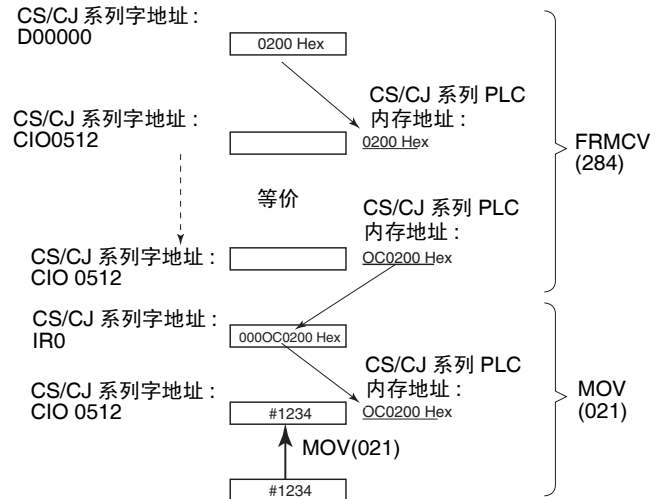 CS/CJ 系列字地址：
D00000
0200 Hex
CS/CJ 系列 PLC
内存地址：
0200 Hex
CS/CJ 系列字地址：
CIO0512
等价
CS/CJ 系列 PLC
内存地址：
OC0200 Hex
CS/CJ 系列字地址：
CIO 0512
FRMCV
(284)
CS/CJ 系列字地址：
IR0
000OC0200 Hex
CS/CJ 系列 PLC
内存地址：
OC0200 Hex
CS/CJ 系列字地址：
CIO 0512
#1234
MOV(021)
#1234
MOV
(021)